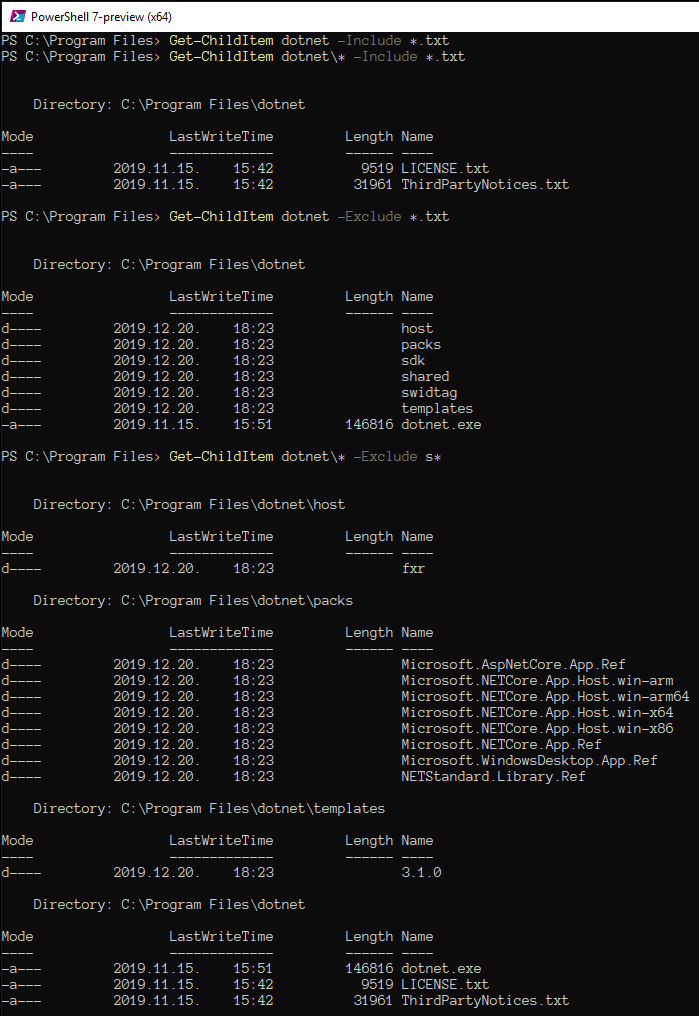 PowerShell 7-preview (x64)
PS C:\Program Files> Get-ChildItem dotnet -Include *.txt
PS C:\Program Files> Get-ChildItem dotnet\* -Include *.txt
Directory: C:\Program Files\dotnet
Mode                 LastWriteTime         Length Name
----                 -------------         ------ ----
-a---          2019.11.15.    15:42           9519 LICENSE.txt
-a---          2019.11.15.    15:42          31961 ThirdPartyNotices.txt
PS C:\Program Files> Get-ChildItem dotnet -Exclude *.txt
Directory: C:\Program Files\dotnet
Mode                 LastWriteTime         Length Name
----                 -------------         ------ ----
d----          2019.12.20.    18:23                host
d----          2019.12.20.    18:23                packs
d----          2019.12.20.    18:23                sdk
d----          2019.12.20.    18:23                shared
d----          2019.12.20.    18:23                swidtag
d----          2019.12.20.    18:23                templates
-a---          2019.11.15.    15:51         146816 dotnet.exe
PS C:\Program Files> Get-ChildItem dotnet\* -Exclude s*
Directory: C:\Program Files\dotnet\host
Mode                 LastWriteTime         Length Name
----                 -------------         ------ ----
d----          2019.12.20.    18:23                fxr
Directory: C:\Program Files\dotnet\packs
Mode                 LastWriteTime         Length Name
----                 -------------         ------ ----
d----          2019.12.20.    18:23                Microsoft.AspNetCore.App.Ref
d----          2019.12.20.    18:23                Microsoft.NETCore.App.Host.win-arm
d----          2019.12.20.    18:23                Microsoft.NETCore.App.Host.win-arm64
d----          2019.12.20.    18:23                Microsoft.NETCore.App.Host.win-x64
d----          2019.12.20.    18:23                Microsoft.NETCore.App.Host.win-x86
d----          2019.12.20.    18:23                Microsoft.NETCore.App.Ref
d----          2019.12.20.    18:23                Microsoft.WindowsDesktop.App.Ref
d----          2019.12.20.    18:23                NETStandard.Library.Ref
Directory: C:\Program Files\dotnet\templates
Mode                 LastWriteTime         Length Name
----                 -------------         ------ ----
d----          2019.12.20.    18:23                3.1.0
Directory: C:\Program Files\dotnet
Mode                 LastWriteTime         Length Name
----                 -------------         ------ ----
-a---          2019.11.15.    15:51         146816 dotnet.exe
-a---          2019.11.15.    15:42           9519 LICENSE.txt
-a---          2019.11.15.    15:42          31961 ThirdPartyNotices.txt